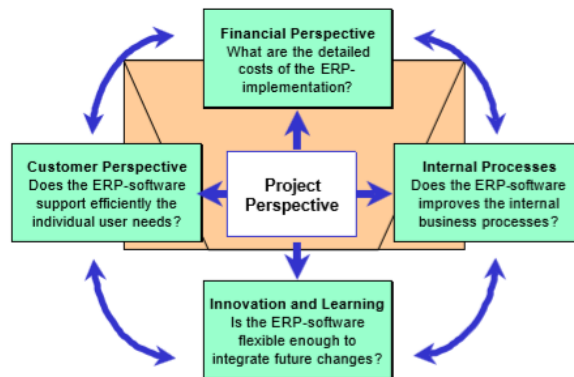 Financial Perspective
What are the detailed
costs of the ERP-
implementation?
Customer Perspective
Does the ERP-software
support efficiently the
individual user needs?
Project
Perspective
Internal Processes
Does the ERP-software
improves the internal
business processes?
Innovation and Learning
Is the ERP-software
flexible enough to
integrate future changes?